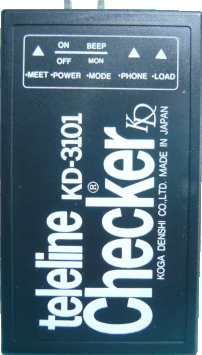 ON BEEP
OFF MON
•MEET •POWER •MODE •PHONE •LOAD
teleline KD-3101
Checker®
KD
KOGA DENSHI CO.,LTD. MADE IN JAPAN